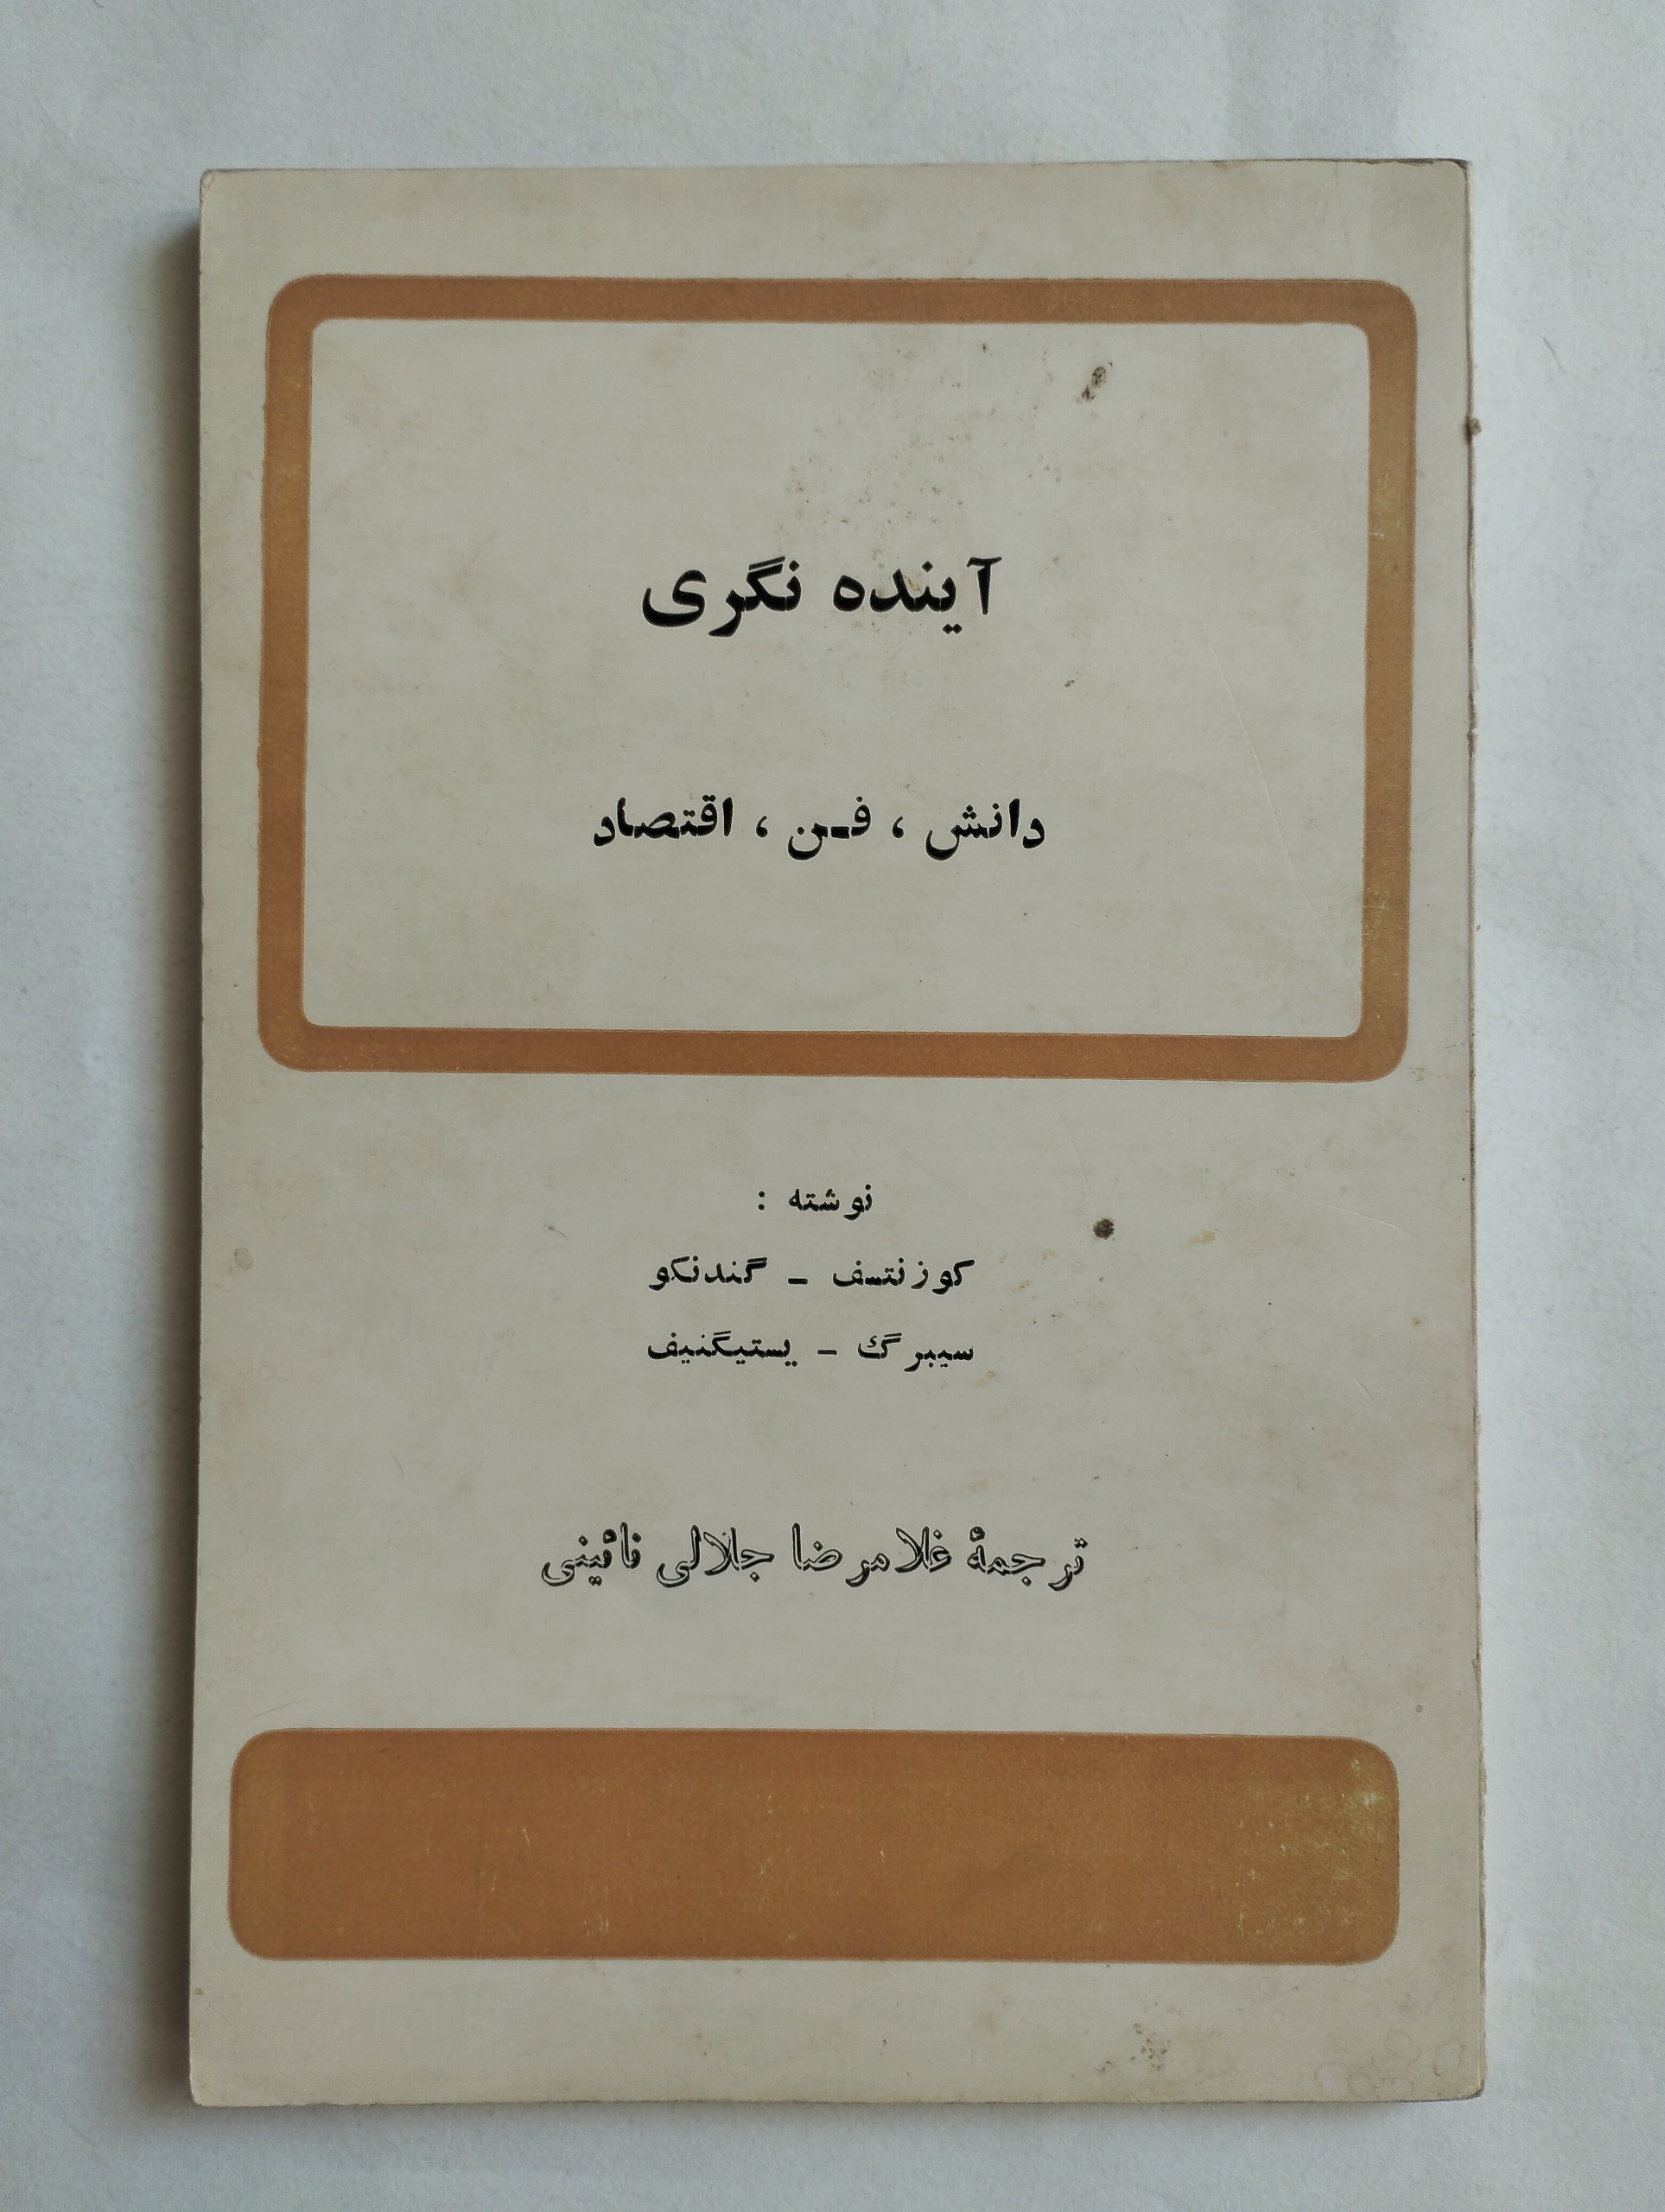 آینده نگری
دانش ، فن ، اقتصاد
نوشته :
کوزنتسف - گندنکو
سیبرگ - یستیگنیف
ترجمهٔ غلامرضا جلالی نائینی